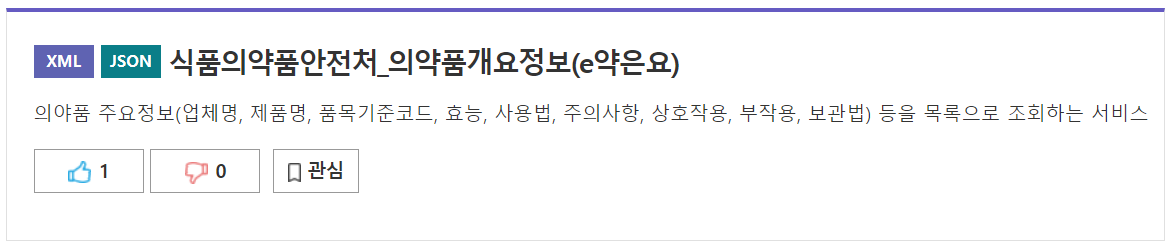 XML JSON 식품의약품안전처_의약품개요정보(e약은요)
의야품 주요정보(업체명, 제품명, 품목기준코드, 효능, 사용법, 주의사항, 상호작용, 부작용, 보관법) 등을 목록으로 조회하는 서비스
1 0 관심